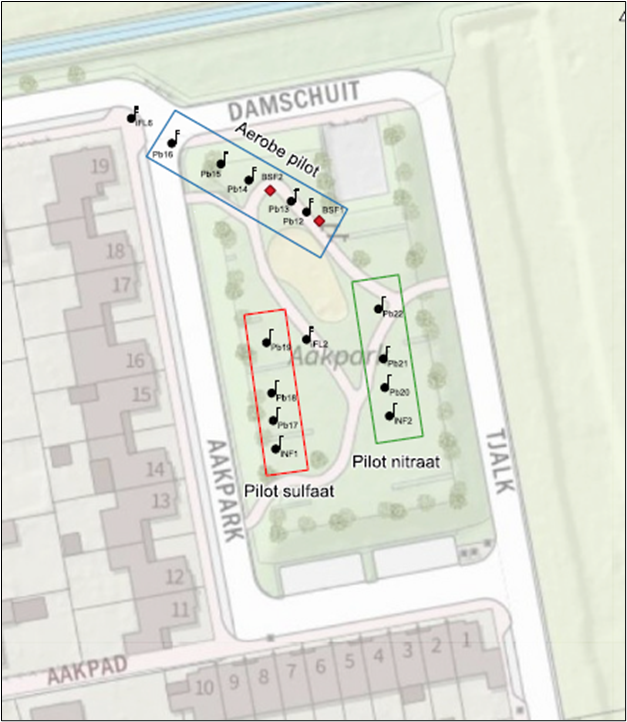 4
DAMSCHUIT
IFL6
Aerobe pilot
Pb16
Pb15
Pb14
BSF2
Pb13
BSF1
Pb12
19
18
17
16
15
14
13
12
11
Pb22
IFL2
Pb19
Aakpark
Pb21
Pb18
Pb20
Pb17
INF2
INF1
Pilot nitraat
Pilot sulfaat
AAKPARK
TJALK
AAKPAD
10 9 8 7 6 5 4 3 2 1